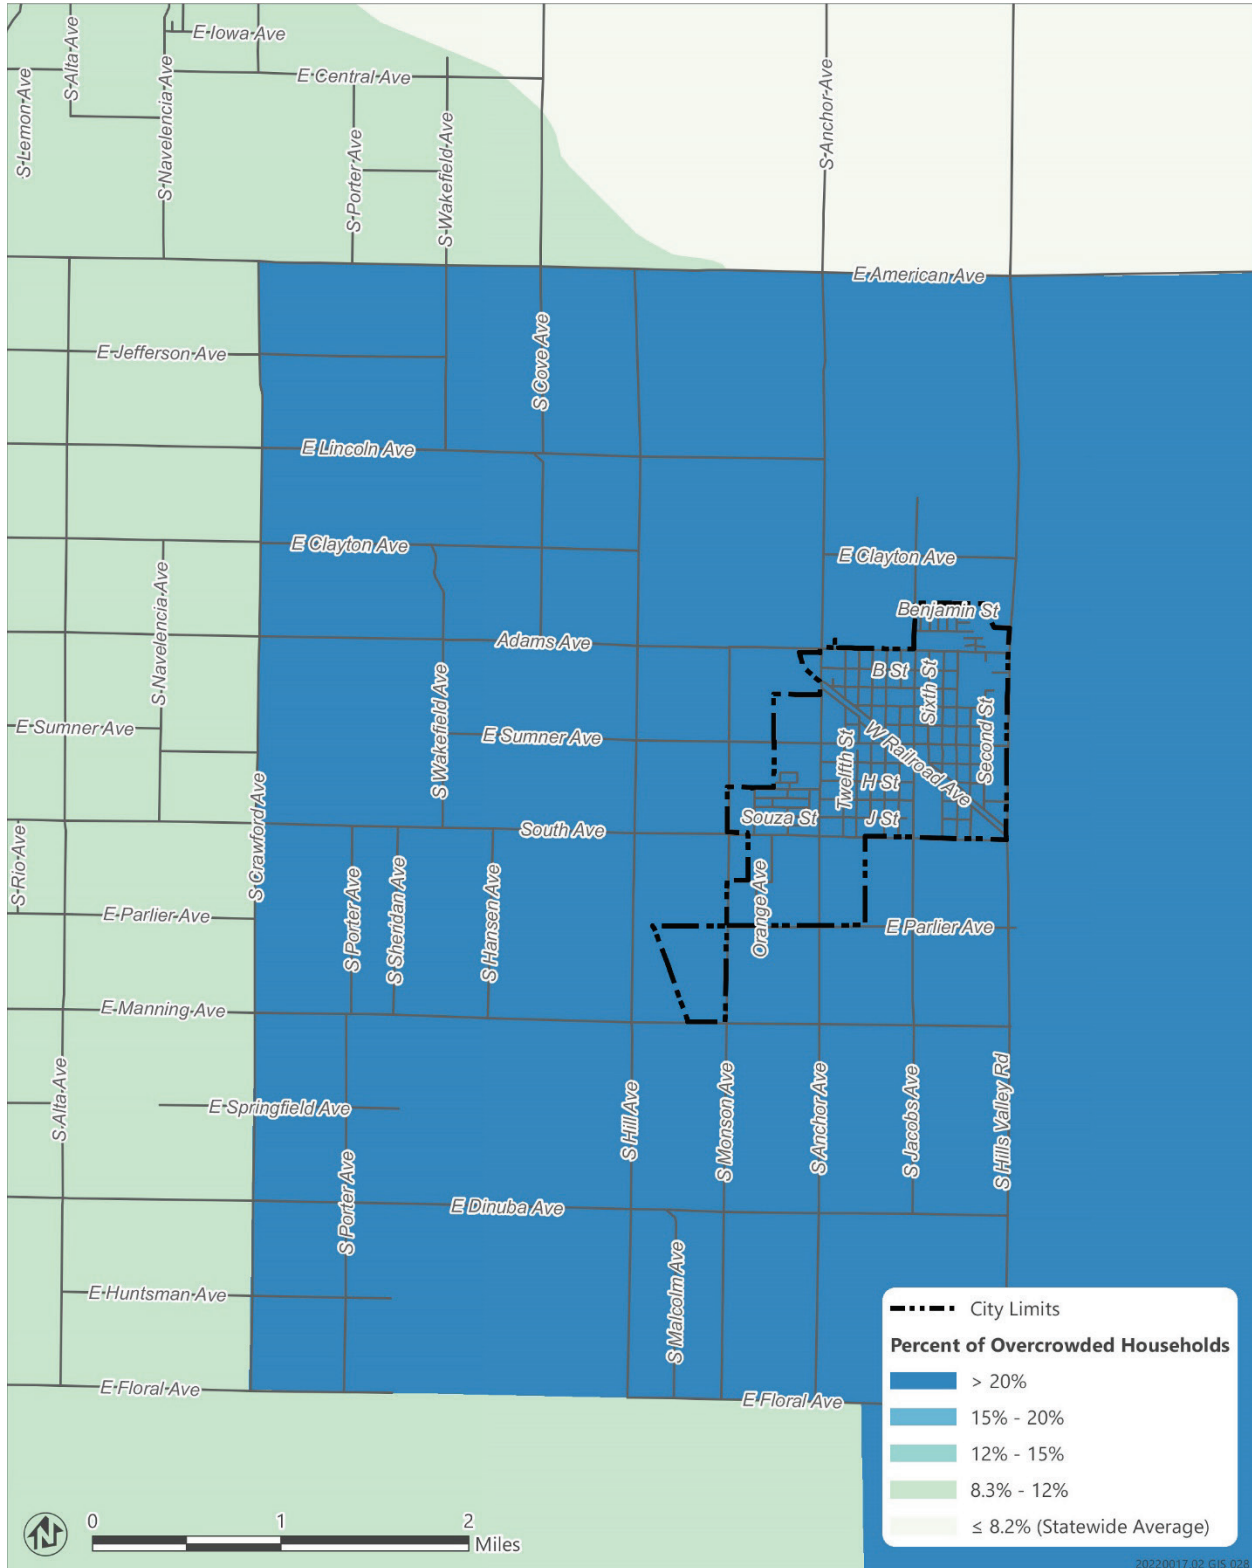 E Iowa Ave
S Alta Ave
S Lemon Ave
S Navelencia Ave
E Central Ave
S Porter Ave
S Wakefield Ave
S Anchor Ave
E American Ave
E Jefferson Ave
S Cove Ave
E Lincoln Ave
E Clayton Ave
E Clayton Ave
S Navelencia Ave
Benjamin St
Adams Ave
B St
Sixth St
E Sumner Ave
S Wakefield Ave
E Sumner Ave
Second St
W Railroad Ave
Twelfth St
H St
S Crawford Ave
Souza St
J St
South Ave
S Rio Ave
E Parlier Ave
S Porter Ave
S Sheridan Ave
S Hansen Ave
Orange Ave
E Parlier Ave
E Manning Ave
S Alta Ave
E Springfield Ave
S Hill Ave
S Monson Ave
S Anchor Ave
S Jacobs Ave
S Hills Valley Rd
S Porter Ave
E Dinuba Ave
S Malcolm Ave
E Huntsman Ave
E Floral Ave
E Floral Ave
City Limits
Percent of Overcrowded Households
> 20%
15% - 20%
12% - 15%
8.3% - 12%
≤ 8.2% (Statewide Average)
N
0 1 2
Miles
20220017.02 GIS 028